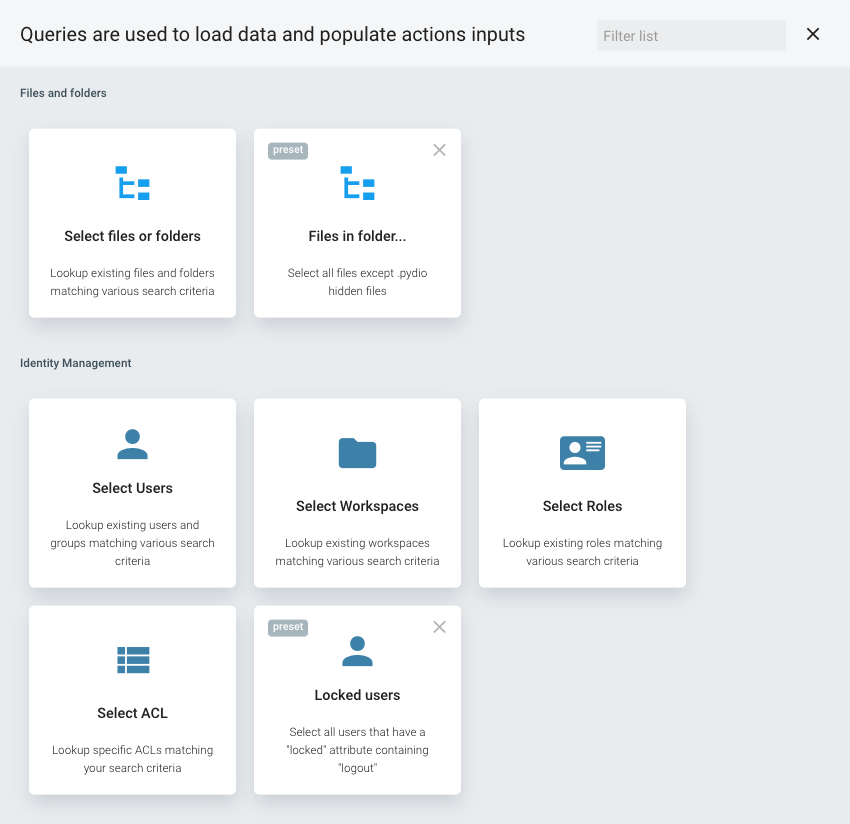 Queries are used to load data and populate actions inputs
Filter list
Files and folders
Select files or folders
Lookup existing files and folders
matching various search criteria
preset
Files in folder...
Select all files except .pydio
hidden files
Identity Management
Select Users
Lookup existing users and
groups matching various search
criteria
Select Workspaces
Lookup existing workspaces
matching various search criteria
Select Roles
Lookup existing roles matching
various search criteria
Select ACL
Lookup specific ACLs matching
your search criteria
preset
Locked users
Select all users that have a
"locked" attribute containing
"logout"